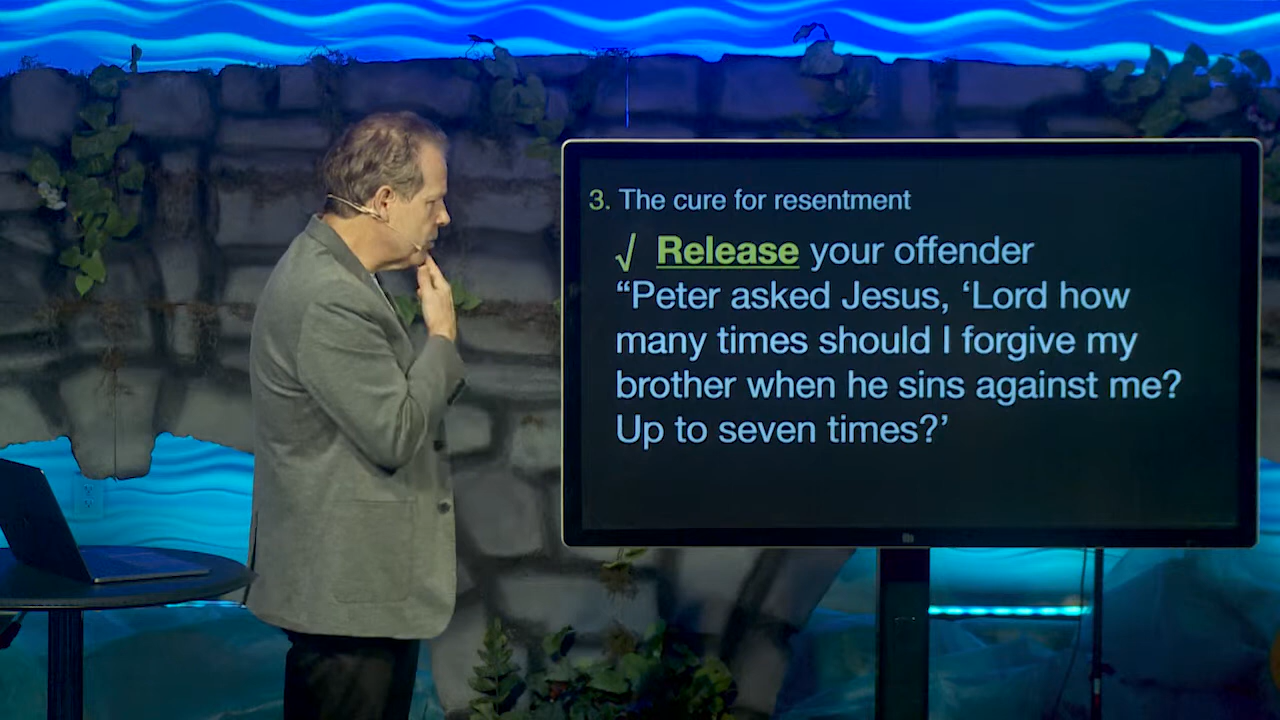 3. The cure for resentment
√ Release your offender
“Peter asked Jesus, ‘Lord how
many times should I forgive my
brother when he sins against me?
Up to seven times?’